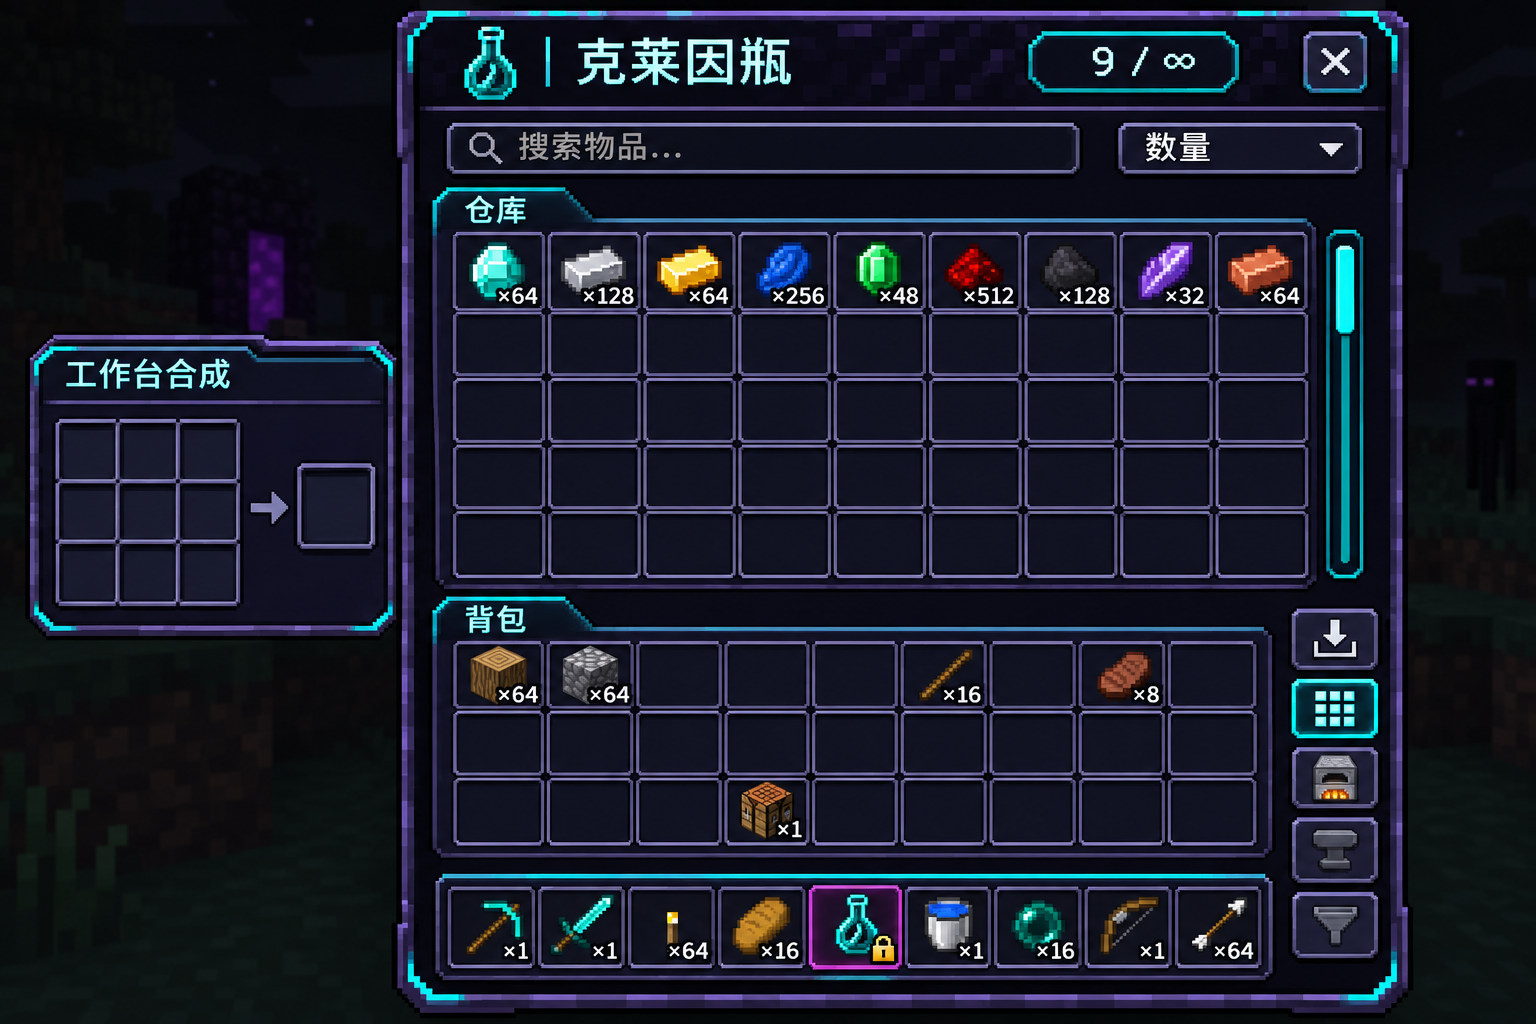 克莱因瓶
9 / ∞
搜索物品...
数量
仓库
×64 ×128 ×64 ×256 ×48 ×512 ×128 ×32 ×64
工作台合成
背包
×64 ×64 ×16 ×8
×1
×1 ×1 ×64 ×16 ×1 ×16 ×1 ×64